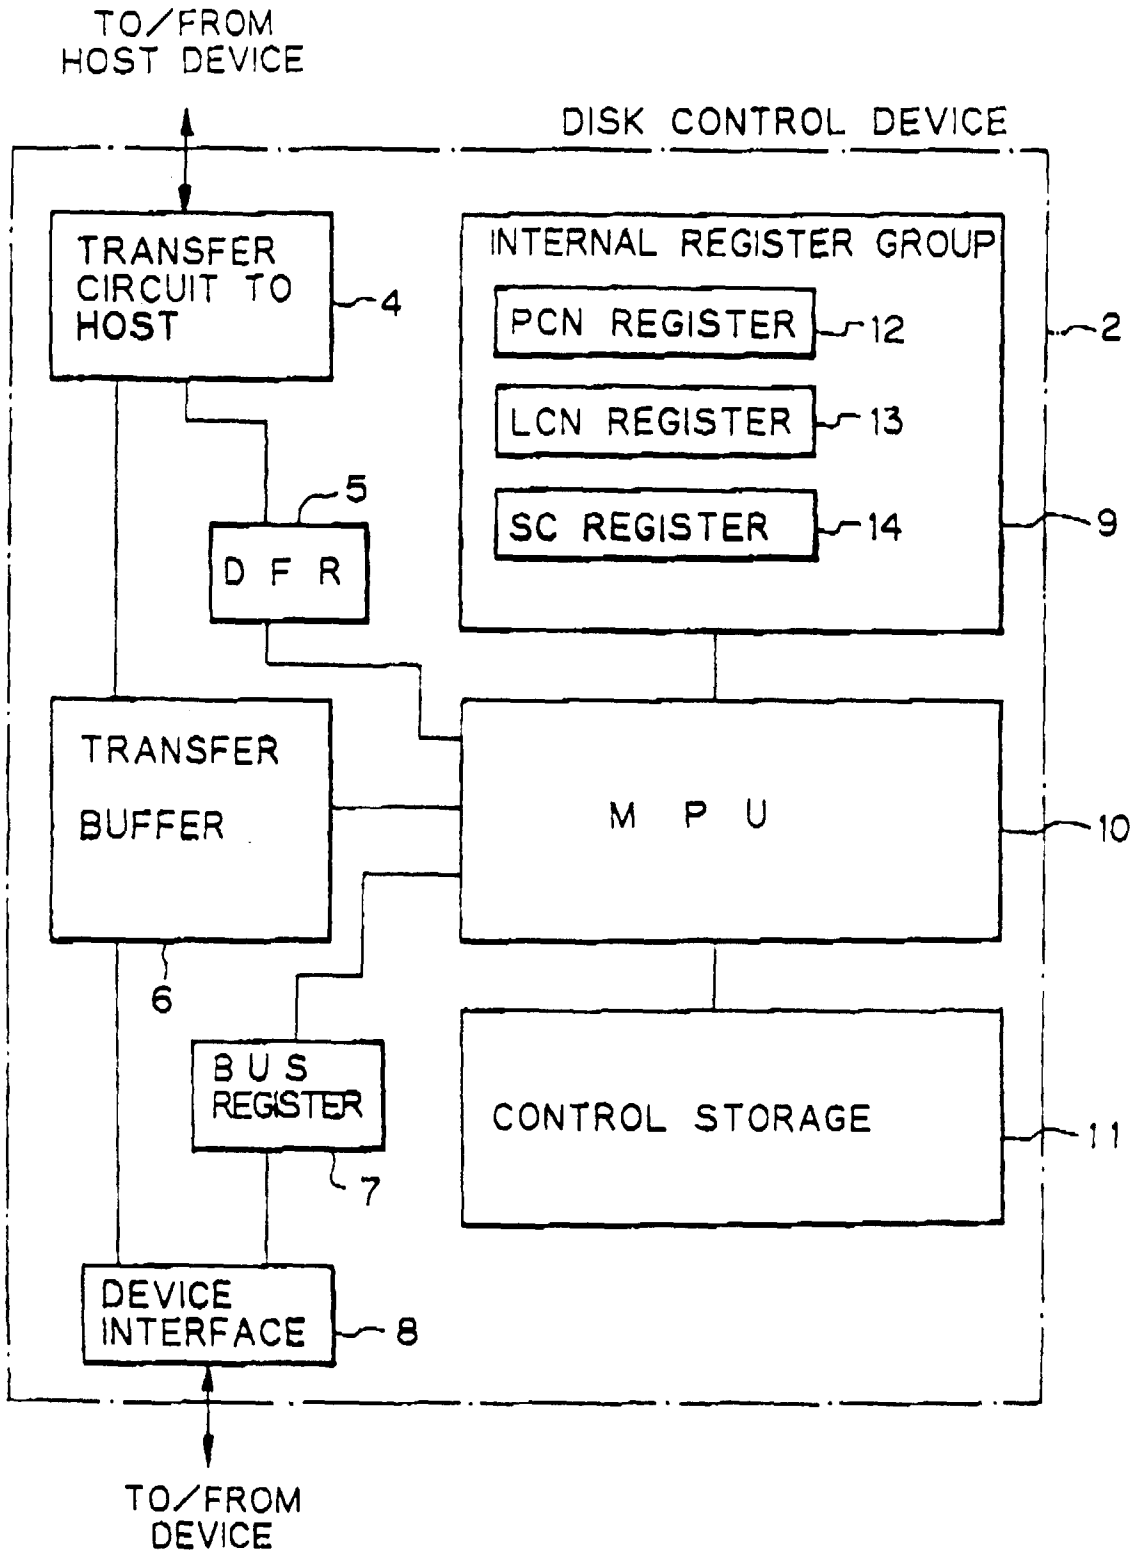 TO/FROM
HOST DEVICE
DISK CONTROL DEVICE
TRANSFER
CIRCUIT TO
HOST
4
INTERNAL REGISTER GROUP
PCN REGISTER
12
2
LCN REGISTER
13
SC REGISTER
14
9
5
D F R
TRANSFER
BUFFER
6
M P U
10
BUS
REGISTER
7
CONTROL STORAGE
11
DEVICE
INTERFACE
8
TO/FROM
DEVICE